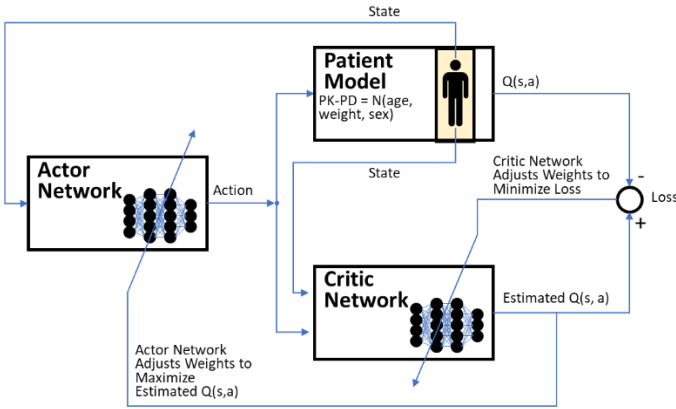 State
Patient
Model
PK-PD = N(age,
weight, sex)
Q(s,a)
State
Critic Network
Adjusts Weights to
Minimize Loss
-
Loss
+
Actor
Network
Action
Critic
Network
Estimated Q(s, a)
Actor Network
Adjusts Weights to
Maximize
Estimated Q(s,a)